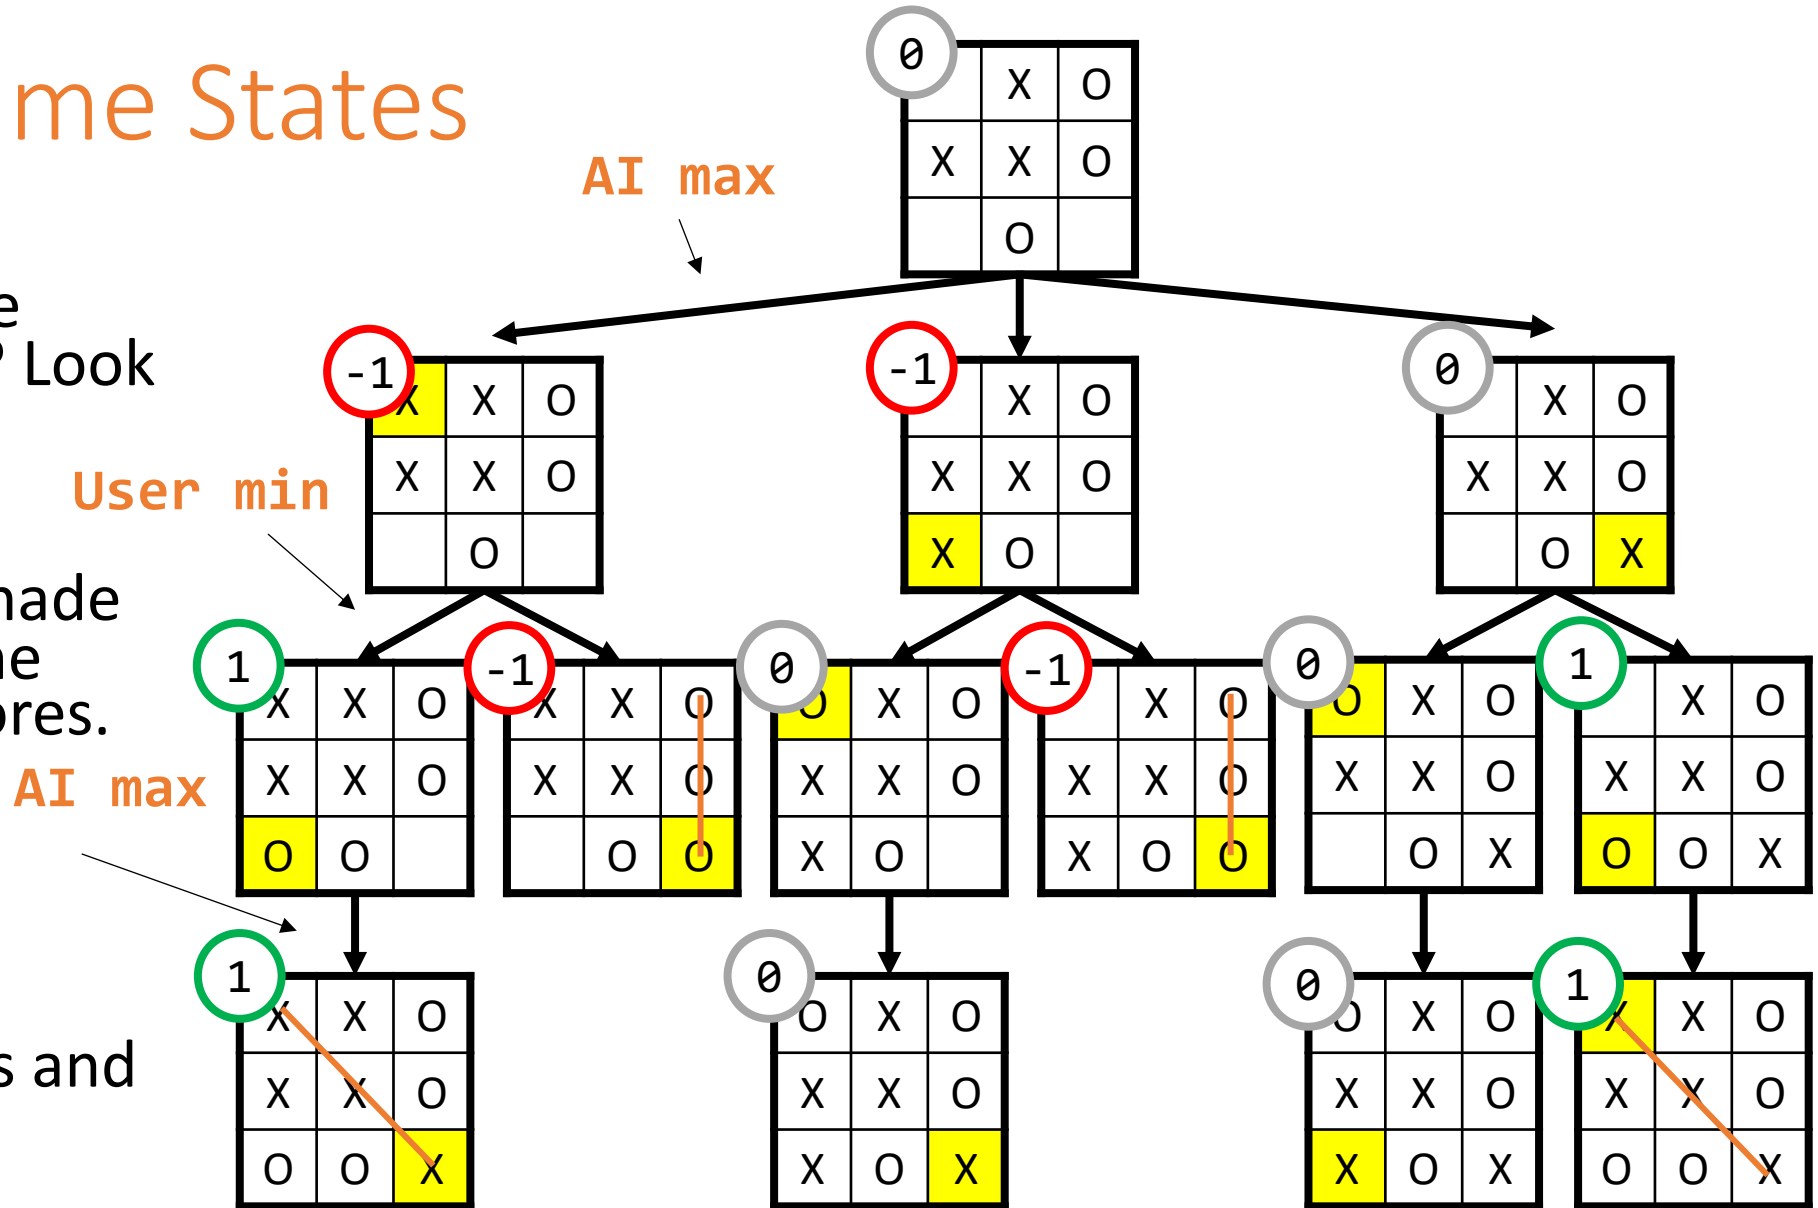 me States
AI max
e
? Look
User min
made
ne
ores.
AI max
s and
0
X O
X X O
O
-1 -1 0
X X O X O X O
X X O X X O X X O
O X O O X
1 -1 0 -1 0 1
X X O X X O O X O X O O X O X O
X X O X X O X X O X X O X X O X X O
O O O O X O X O O O X O O X
1 0 0 1
X X O O X O O X O X X O
X X O X X O X X O X X O
O O X X O X X O X O O X